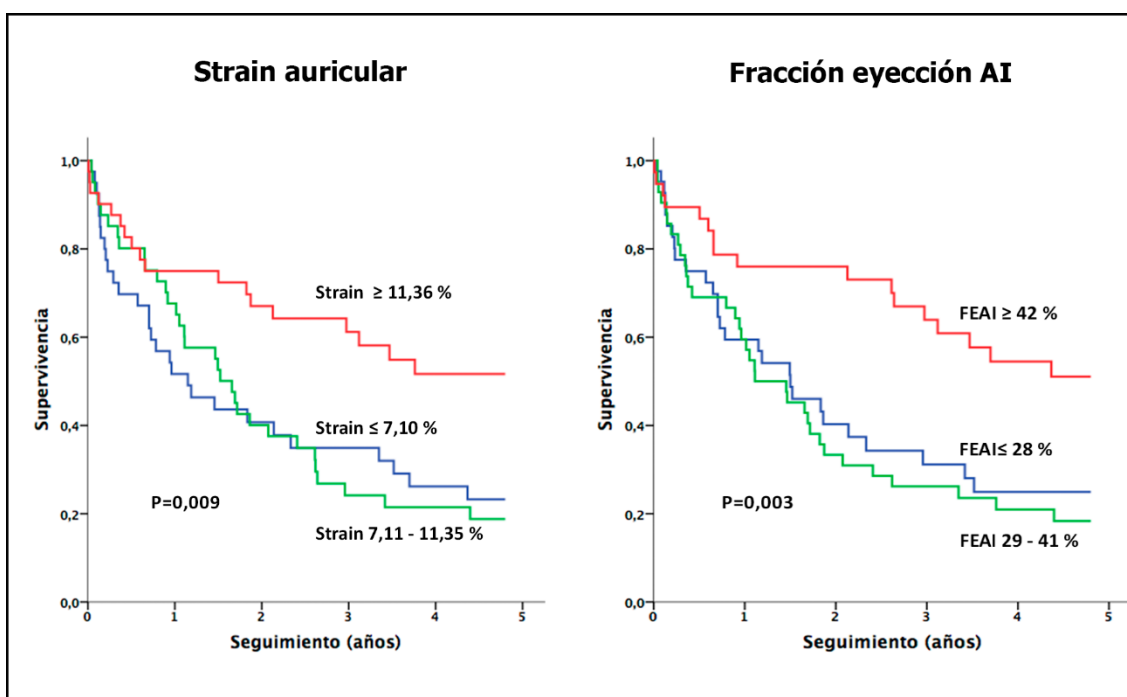 Strain auricular
Supervivencia
1,0
0,8
0,6
0,4
0,2
0,0
Strain ≥ 11,36 %
Strain ≤ 7,10 %
P=0,009
Strain 7,11 - 11,35 %
0 1 2 3 4 5
Seguimiento (años)
Fracción eyección AI
Supervivencia
1,0
0,8
0,6
0,4
0,2
0,0
FEAI ≥ 42 %
FEAI≤ 28 %
P=0,003
FEAI 29 - 41 %
0 1 2 3 4 5
Seguimiento (años)